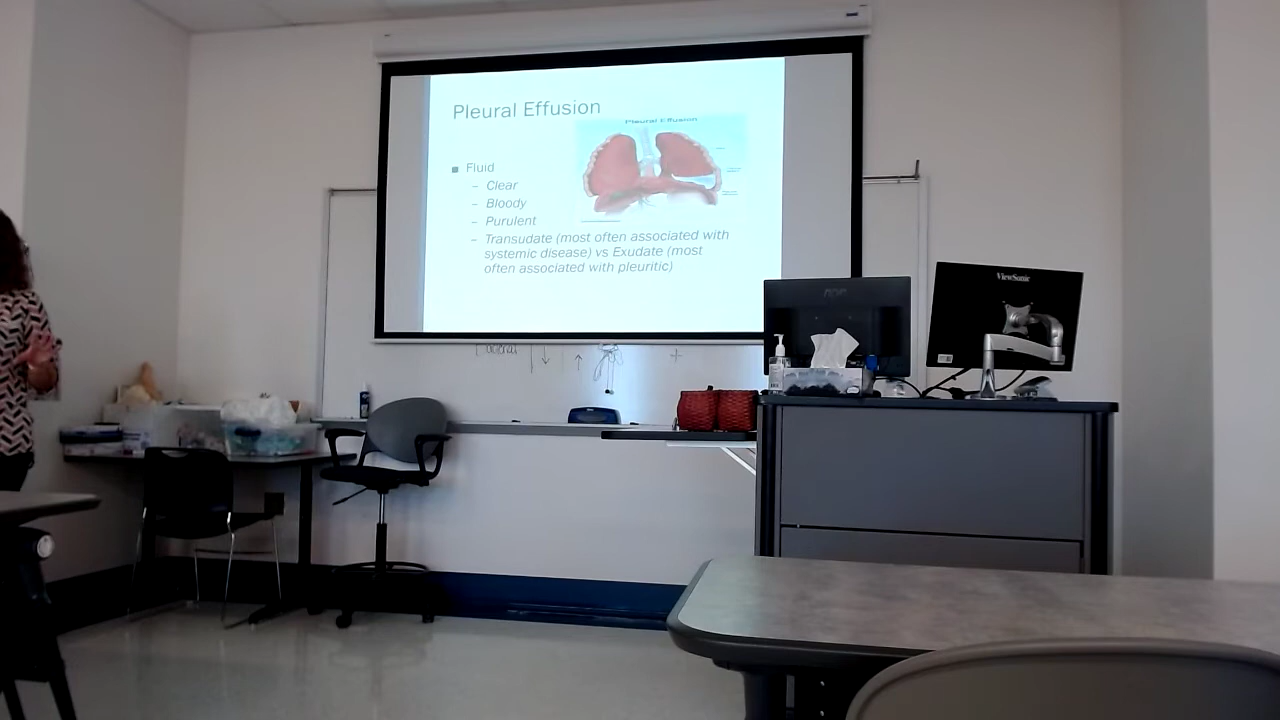 Pleural Effusion
Pleural Effusion
Fluid
– Clear
– Bloody
– Purulent
– Transudate (most often associated with
systemic disease) vs Exudate (most
often associated with pleuritic)
ViewSonic